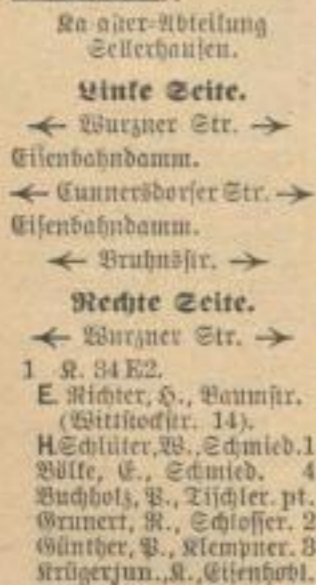 Kataster-Abteilung
Sellerhausen.
Linke Seite.
← Wurzner Str. →
Eisenbahndamm.
← Cunnersdorfer Str. →
Eisenbahndamm.
← Bruhnsstr. →
Rechte Seite.
← Wurzner Str. →
1 K. 34 E2.
E Richter, H., Baumstr.
(Wittstockstr. 14).
H Schlüter, W., Schmied. 1
Bölke, E., Schmied. 4
Buchholz, P., Tischler. pt.
Grunert, R., Schlosser. 2
Günther, P., Klempner. 3
Krüger jun., K., Eisenhobl.